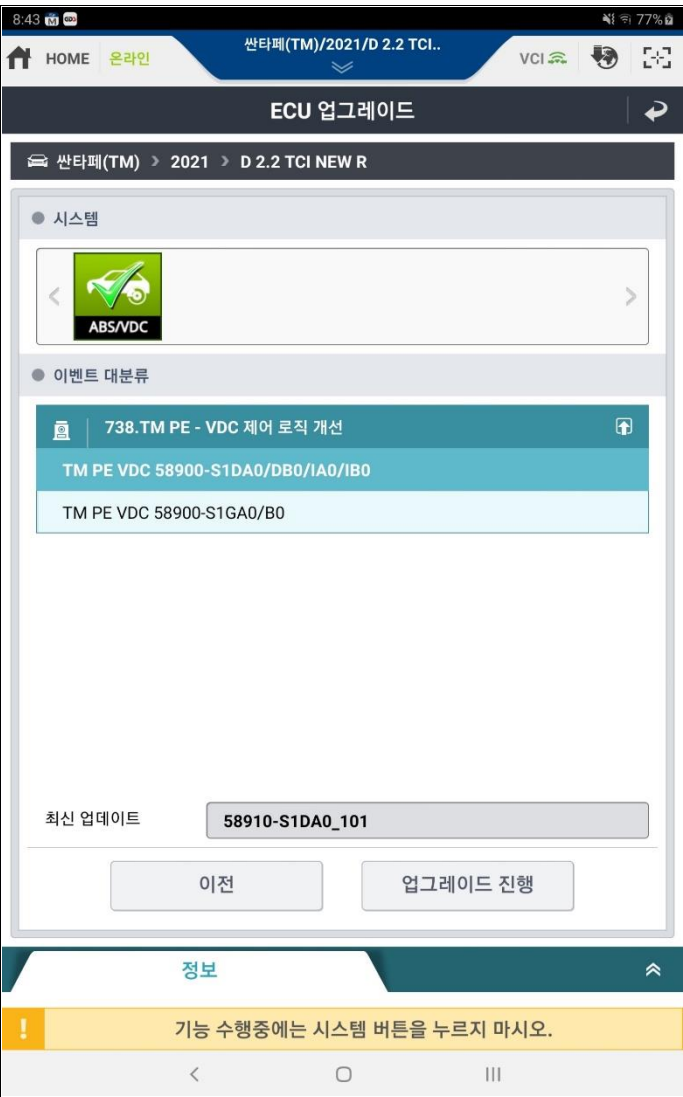 8:43 77%
싼타페(TM)/2021/D 2.2 TCI..
HOME 온라인 VCI
ECU 업그레이드
싼타페(TM) > 2021 > D 2.2 TCI NEW R
시스템
< >
ABS/VDC
이벤트 대분류
738.TM PE - VDC 제어 로직 개선
TM PE VDC 58900-S1DA0/DB0/IA0/IB0
TM PE VDC 58900-S1GA0/B0
최신 업데이트 58910-S1DA0_101
이전 업그레이드 진행
정보
! 기능 수행중에는 시스템 버튼을 누르지 마시오.